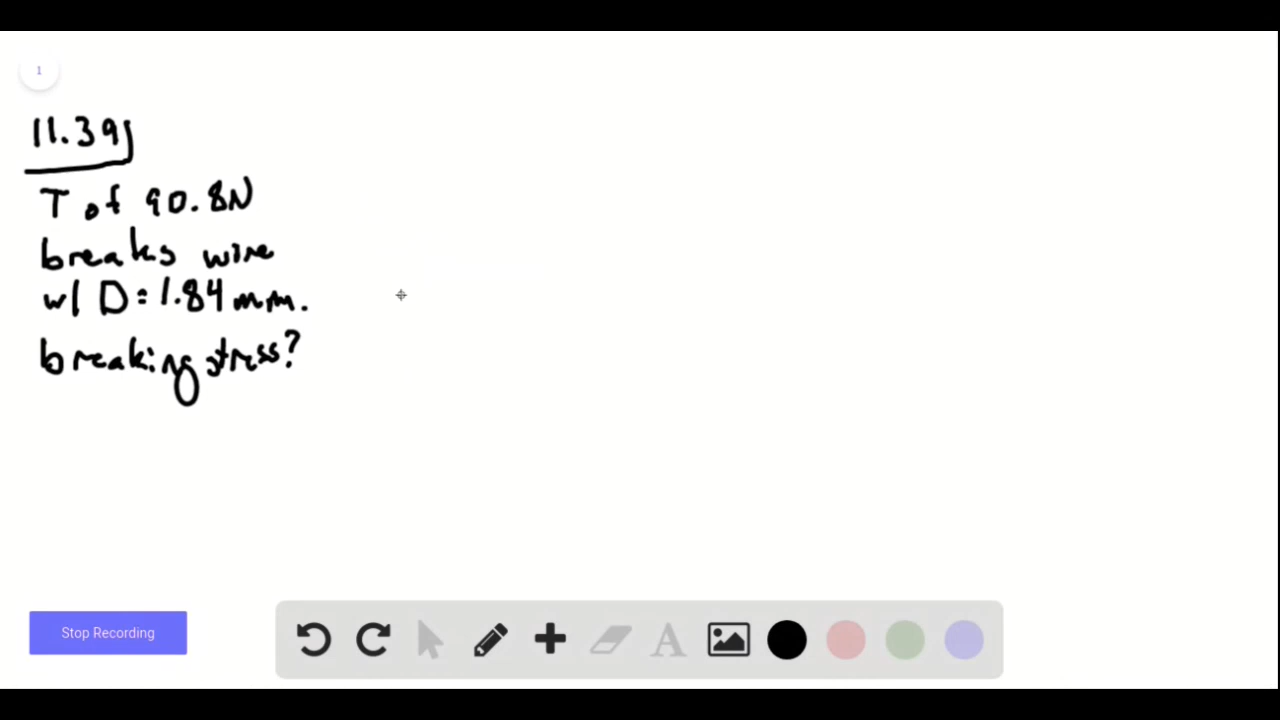 1
11.39
T of 90.8N
breaks wire
w/ D = 1.84 mm.
breaking stress?
Stop Recording
A